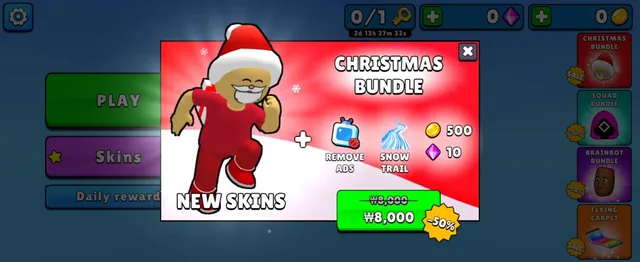 0/1
2d 13h 27m 32s
0
0
PLAY
Skins
Daily reward
CHRISTMAS
BUNDLE
REMOVE
ADS
SNOW
TRAIL
500
10
NEW SKINS
₩8,000
₩8,000
-50%
CHRISTMAS
BUNDLE
SALE
SQUAD
BUNDLE
BRAINROT
BUNDLE
FLYING
CARPET